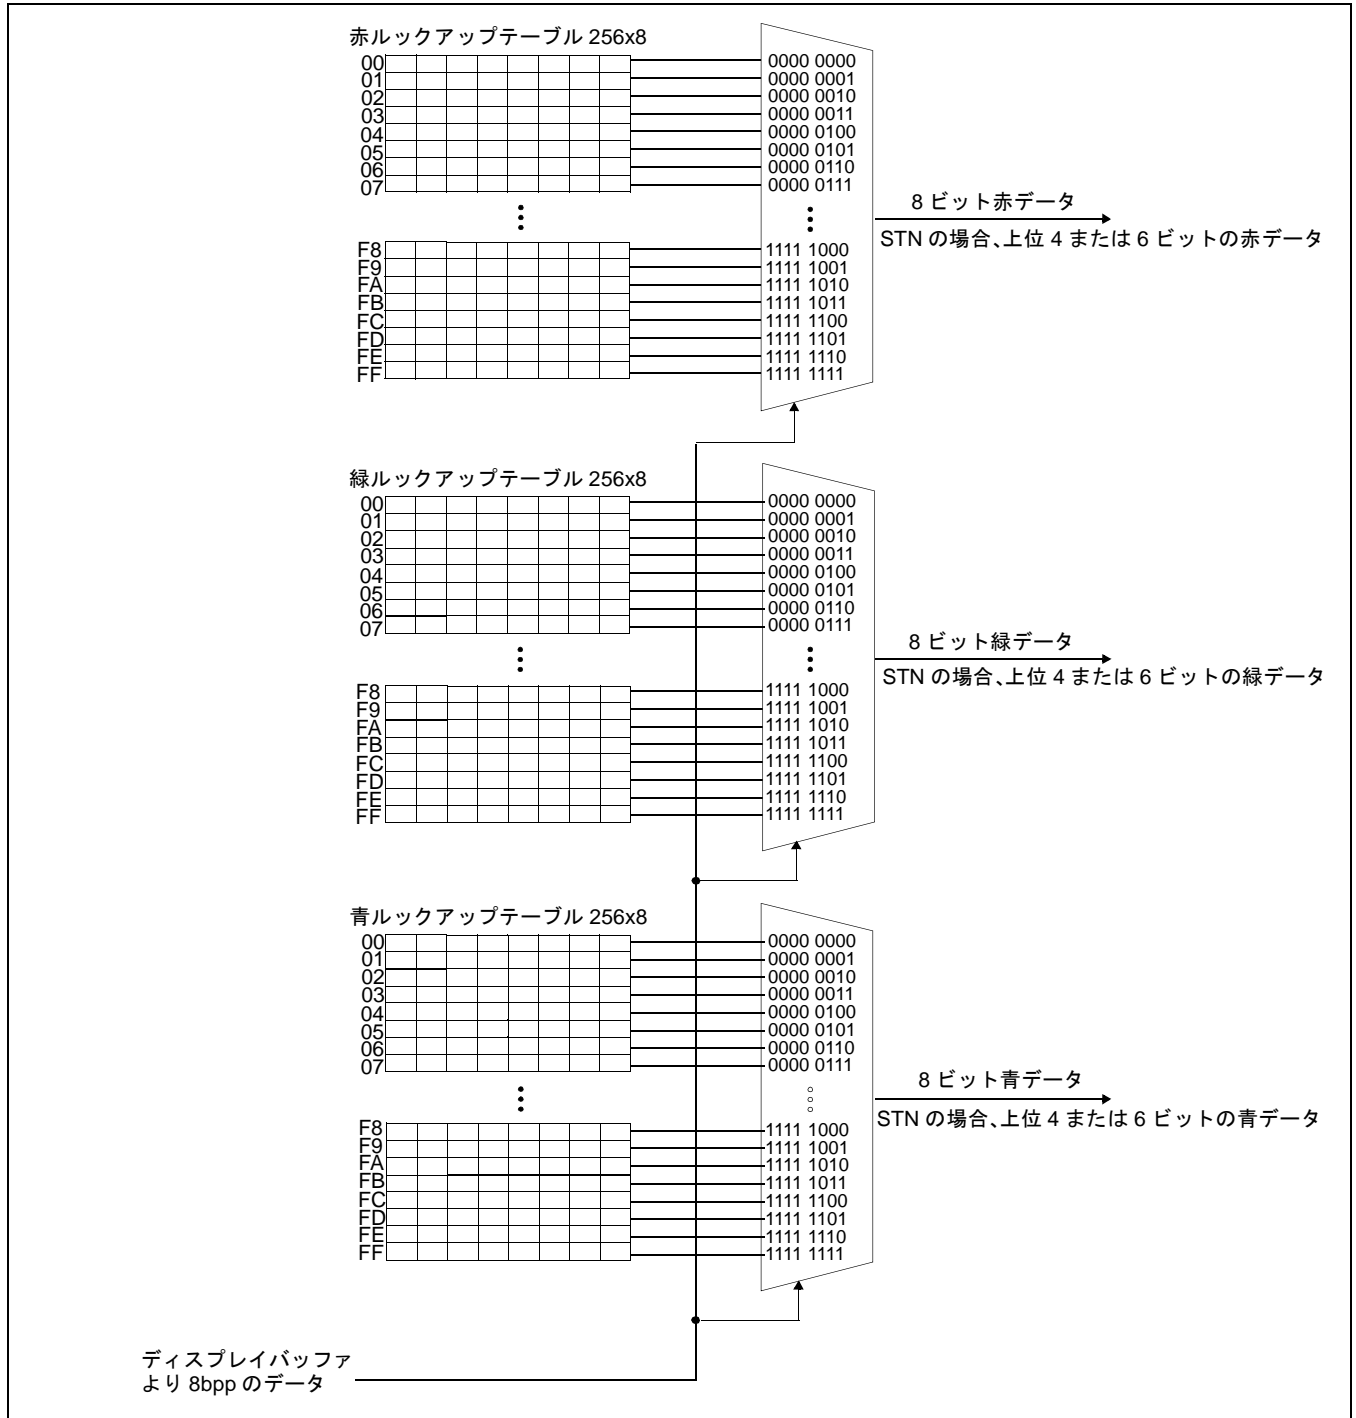 赤ルックアップテーブル 256x8
00 0000 0000
01 0000 0001
02 0000 0010
03 0000 0011
04 0000 0100
05 0000 0101
06 0000 0110
07 0000 0111
8 ビット赤データ
STN の場合、上位 4 または 6 ビットの赤データ
F8 1111 1000
F9 1111 1001
FA 1111 1010
FB 1111 1011
FC 1111 1100
FD 1111 1101
FE 1111 1110
FF 1111 1111
緑ルックアップテーブル 256x8
00 0000 0000
01 0000 0001
02 0000 0010
03 0000 0011
04 0000 0100
05 0000 0101
06 0000 0110
07 0000 0111
8 ビット緑データ
STN の場合、上位 4 または 6 ビットの緑データ
F8 1111 1000
F9 1111 1001
FA 1111 1010
FB 1111 1011
FC 1111 1100
FD 1111 1101
FE 1111 1110
FF 1111 1111
青ルックアップテーブル 256x8
00 0000 0000
01 0000 0001
02 0000 0010
03 0000 0011
04 0000 0100
05 0000 0101
06 0000 0110
07 0000 0111
8 ビット青データ
STN の場合、上位 4 または 6 ビットの青データ
F8 1111 1000
F9 1111 1001
FA 1111 1010
FB 1111 1011
FC 1111 1100
FD 1111 1101
FE 1111 1110
FF 1111 1111
ディスプレイバッファ
より 8bpp のデータ